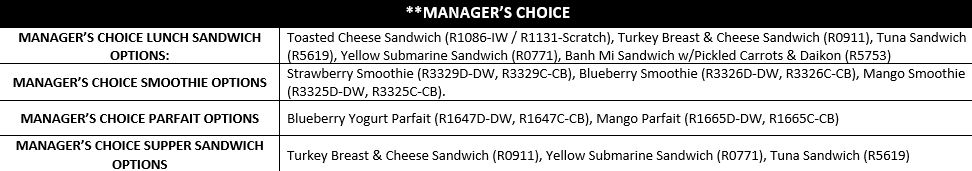 **MANAGER'S CHOICE
MANAGER'S CHOICE LUNCH SANDWICH
OPTIONS:
Toasted Cheese Sandwich (R1086-IW / R1131-Scratch), Turkey Breast & Cheese Sandwich (R0911), Tuna Sandwich
(R5619), Yellow Submarine Sandwich (R0771), Banh Mi Sandwich w/Pickled Carrots & Daikon (R5753)
MANAGER'S CHOICE SMOOTHIE OPTIONS
Strawberry Smoothie (R3329D-DW, R3329C-CB), Blueberry Smoothie (R3326D-DW, R3326C-CB), Mango Smoothie
(R3325D-DW, R3325C-CB).
MANAGER'S CHOICE PARFAIT OPTIONS
Blueberry Yogurt Parfait (R1647D-DW, R1647C-CB), Mango Parfait (R1665D-DW, R1665C-CB)
MANAGER'S CHOICE SUPPER SANDWICH
OPTIONS
Turkey Breast & Cheese Sandwich (R0911), Yellow Submarine Sandwich (R0771), Tuna Sandwich (R5619)